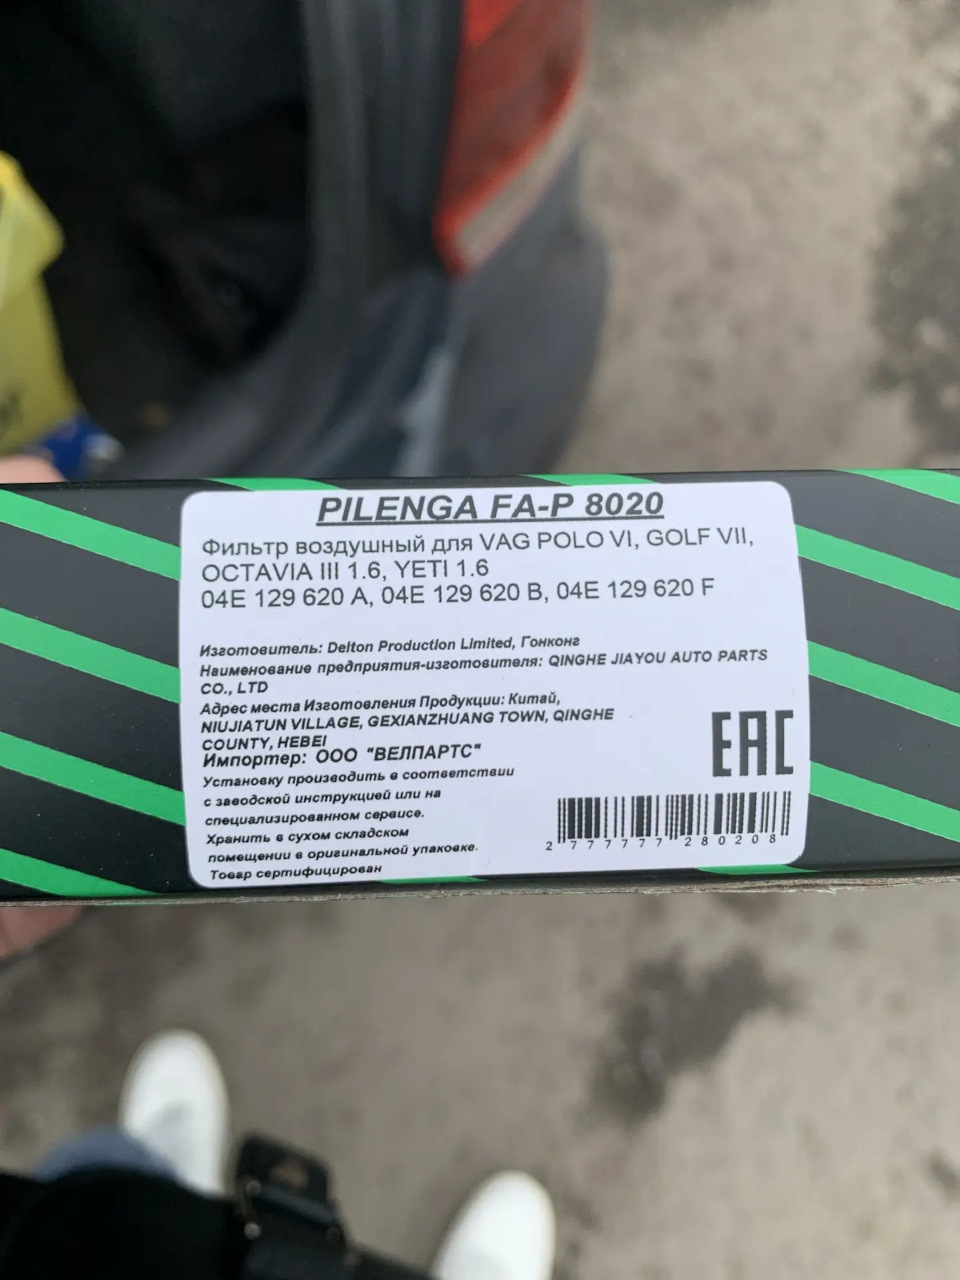 PILENGA FA-P 8020
Фильтр воздушный для VAG POLO VI, GOLF VII,
OCTAVIA III 1.6, YETI 1.6
04E 129 620 A, 04E 129 620 B, 04E 129 620 F
Изготовитель: Delton Production Limited, Гонконг
Наименование предприятия-изготовителя: QINGHE JIAYOU AUTO PARTS
CO., LTD
Адрес места Изготовления Продукции: Китай,
NIUJIATUN VILLAGE, GEXIANZHUANG TOWN, QINGHE
COUNTY, HEBEI
Импортер: ООО "ВЕЛПАРТС"
Установку производить в соответствии
с заводской инструкцией или на
специализированном сервисе.
Хранить в сухом складском
помещении в оригинальной упаковке.
Товар сертифицирован
EAC
2 777777 280208